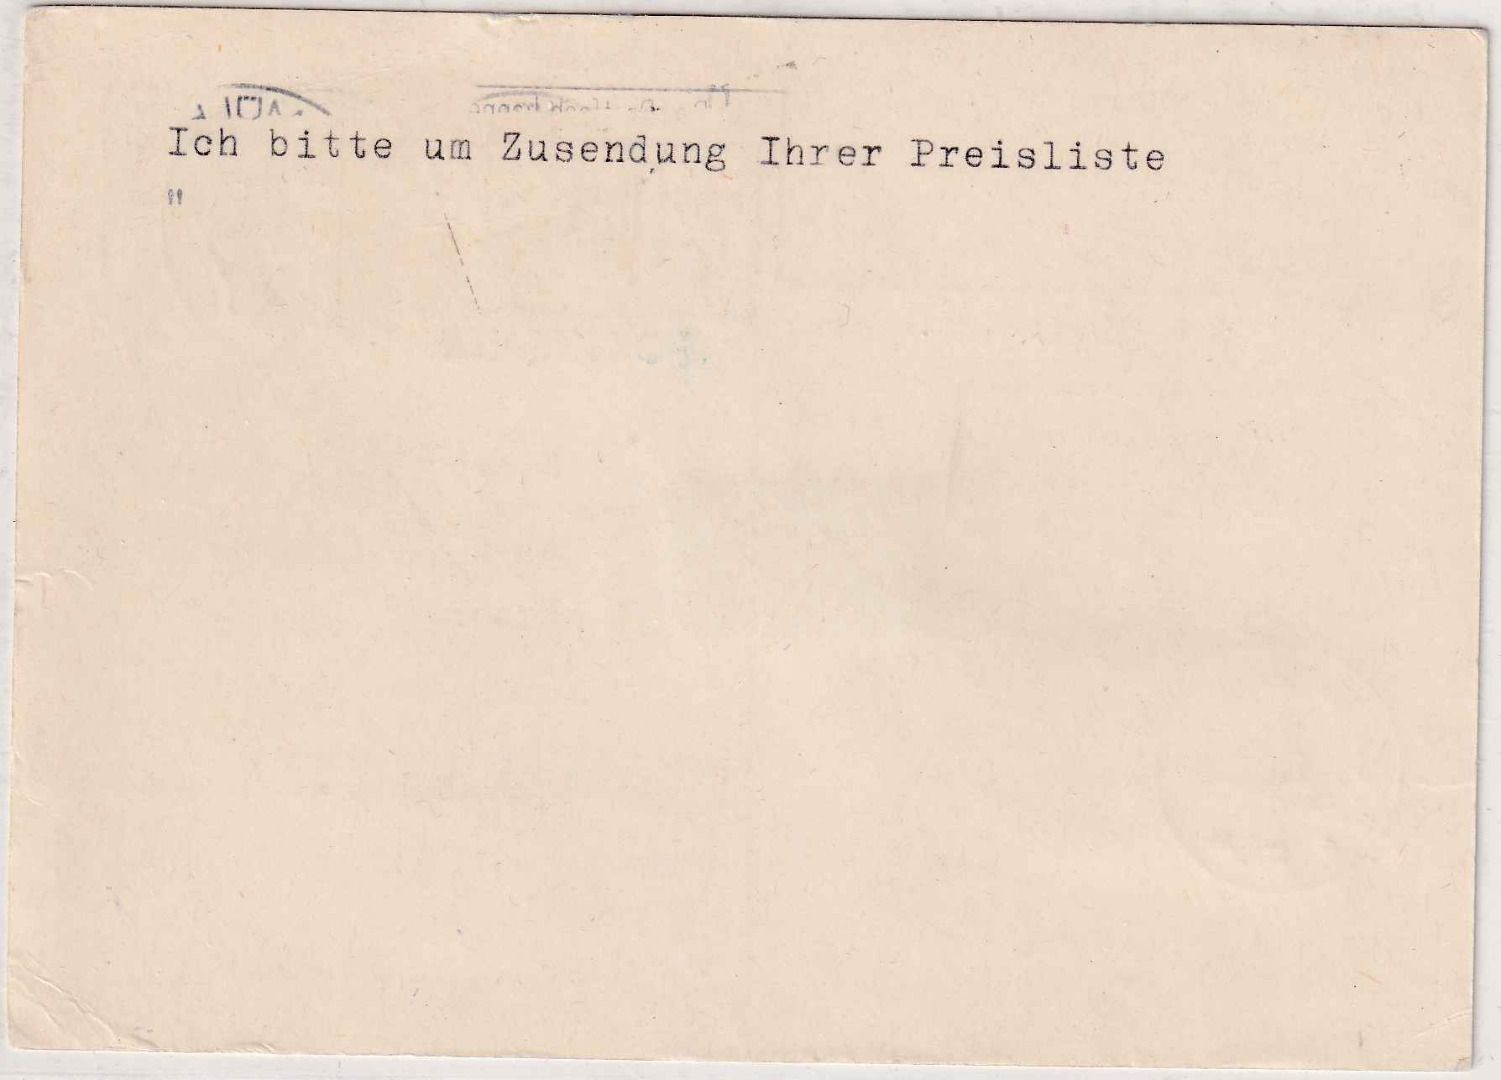 Ich bitte um Zusendung Ihrer Preisliste
"